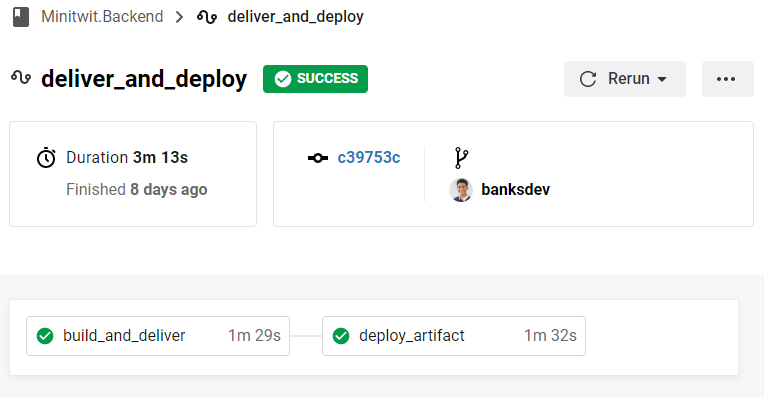 Minitwit.Backend > deliver_and_deploy
deliver_and_deploy SUCCESS Rerun
Duration 3m 13s
Finished 8 days ago
c39753c
banksdev
build_and_deliver 1m 29s
deploy_artifact 1m 32s